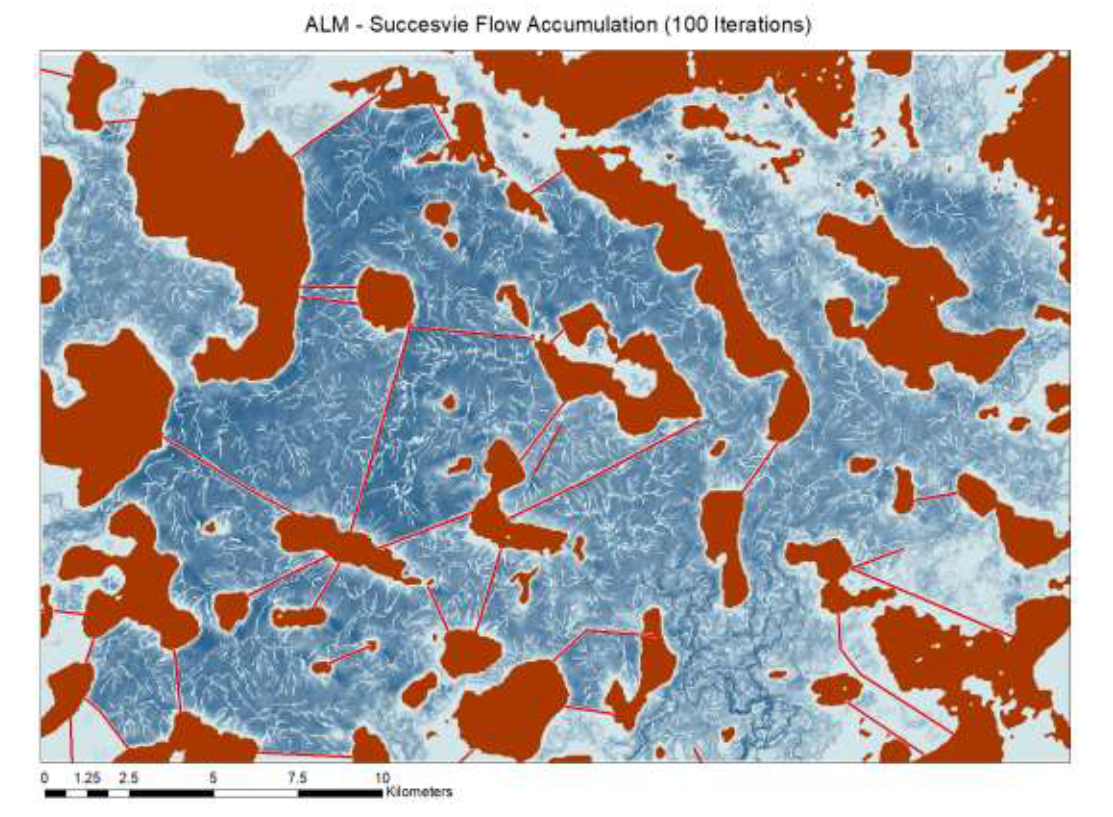 ALM - Succesvie Flow Accumulation (100 Iterations)
0 1.25 2.5 5 7.5 10
Kilometers